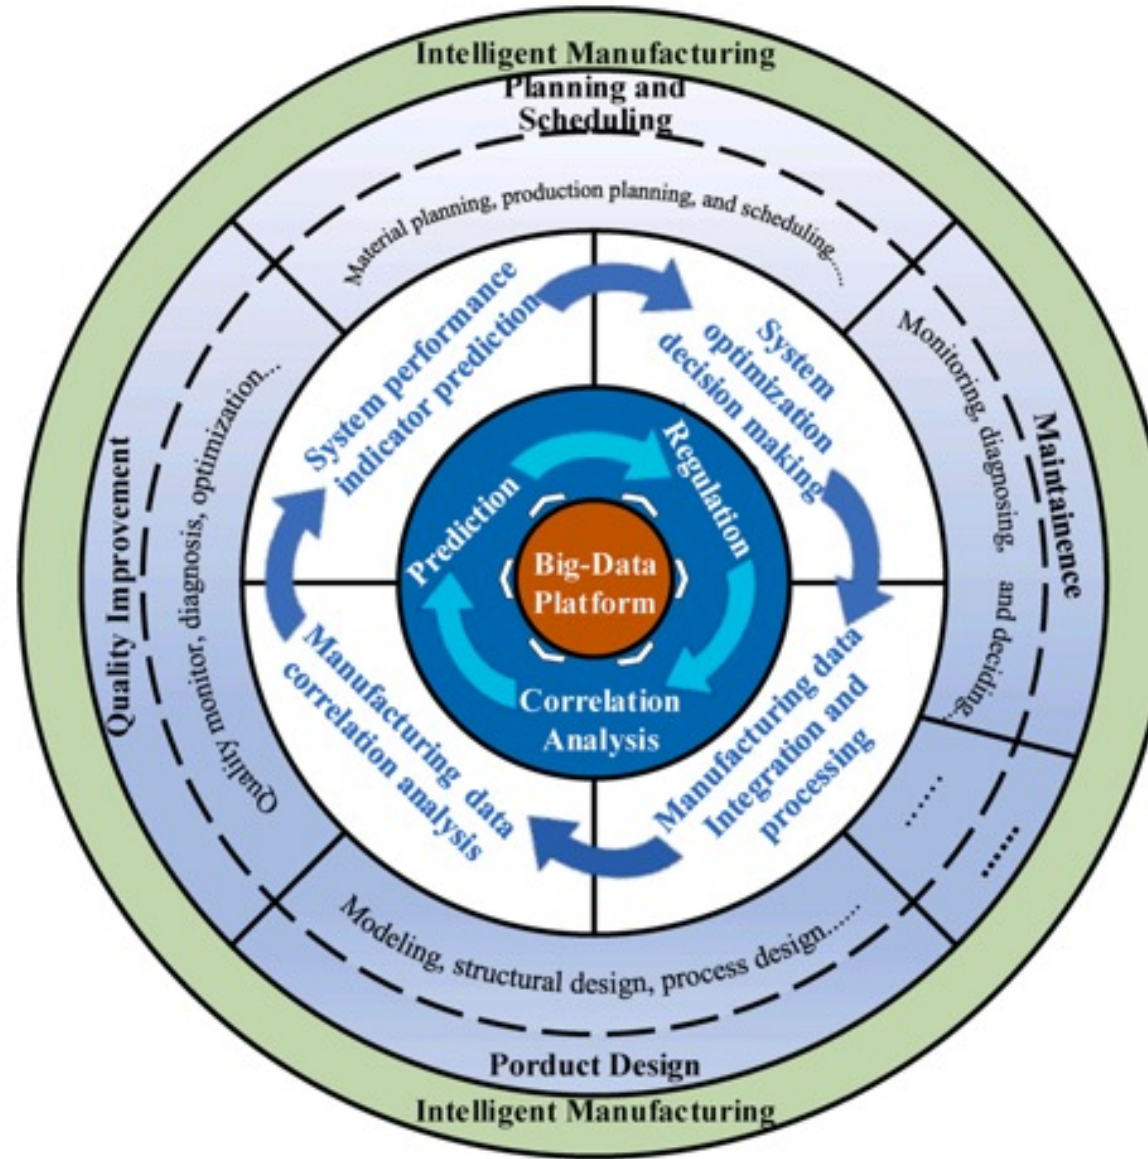 Intelligent Manufacturing
Planning and
Scheduling
Material planning, production planning, and scheduling......
Maintainence
Monitoring, diagnosing, and deciding...
......
......
Porduct Design
Modeling, structural design, process design......
Quality Improvement
Quality monitor, diagnosis, optimization...
System performance
indicator prediction
System
optimization
decision making
Manufacturing data
Integration and
processing
Manufacturing data
correlation analysis
Prediction
Regulation
Correlation
Analysis
Big-Data
Platform
Intelligent Manufacturing